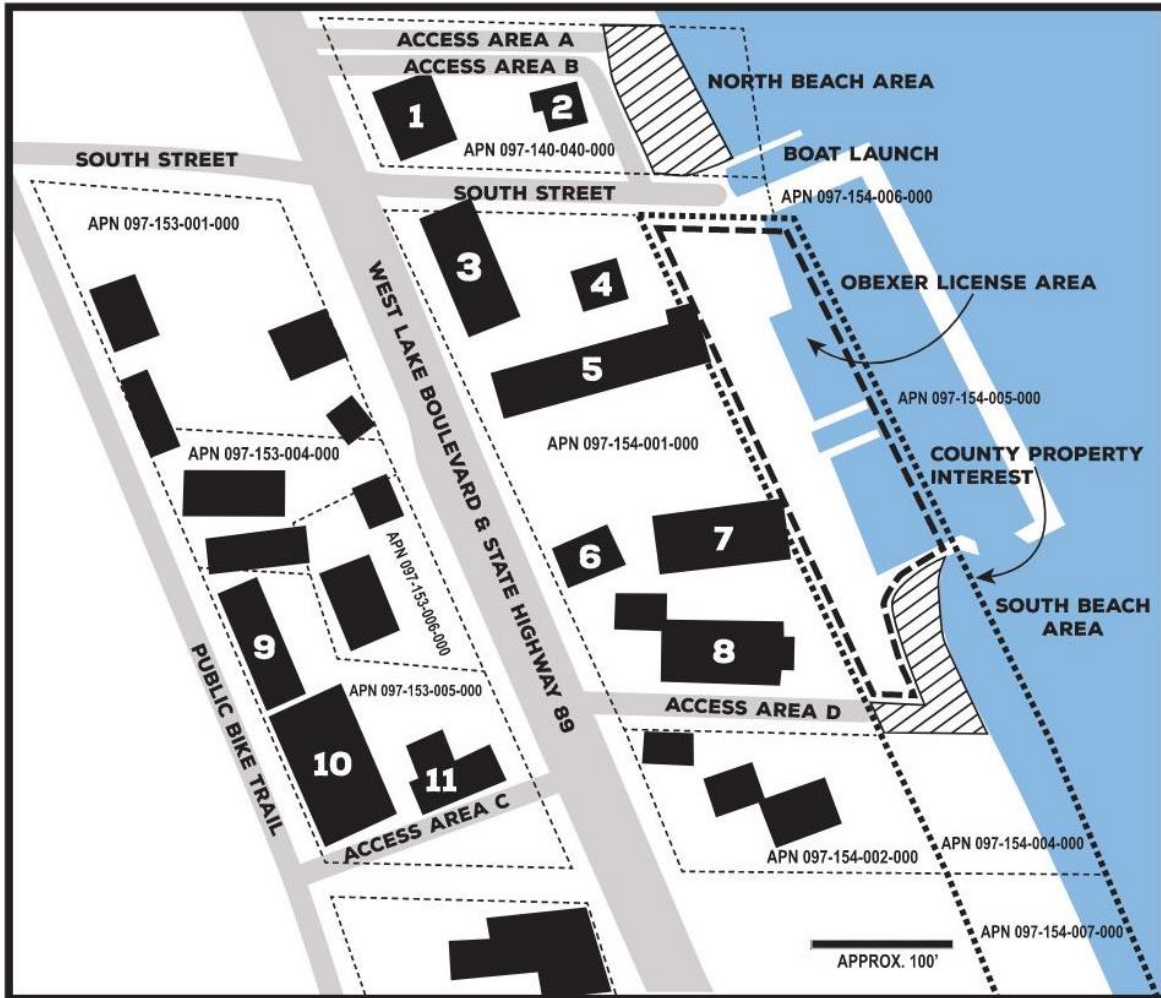 ACCESS AREA A
ACCESS AREA B
NORTH BEACH AREA
1
2
APN 097-140-040-000
BOAT LAUNCH
SOUTH STREET
SOUTH STREET
APN 097-154-006-000
APN 097-153-001-000
3
4
OBEXER LICENSE AREA
WEST LAKE BOULEVARD & STATE HIGHWAY 89
5
APN 097-154-005-000
APN 097-154-001-000
APN 097-153-004-000
COUNTY PROPERTY
INTEREST
7
6
APN 097-153-006-000
SOUTH BEACH
AREA
9
8
PUBLIC BIKE TRAIL
APN 097-153-005-000
ACCESS AREA D
10
11
ACCESS AREA C
APN 097-154-004-000
APN 097-154-002-000
APN 097-154-007-000
APPROX. 100'